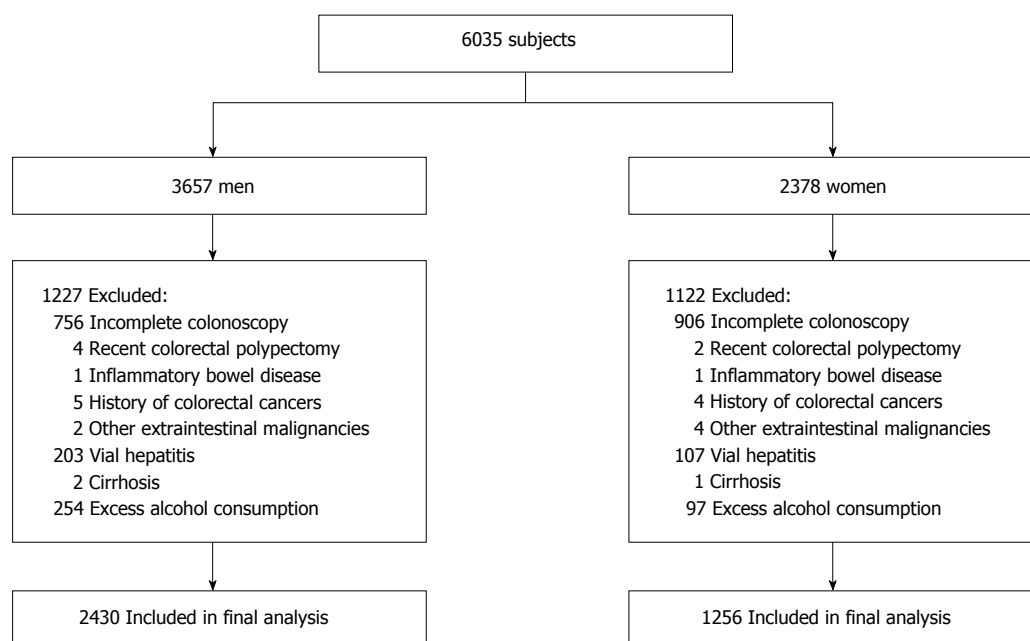 6035 subjects
3657 men
2378 women
1227 Excluded:
756 Incomplete colonoscopy
4 Recent colorectal polypectomy
1 Inflammatory bowel disease
5 History of colorectal cancers
2 Other extraintestinal malignancies
203 Vial hepatitis
2 Cirrhosis
254 Excess alcohol consumption
1122 Excluded:
906 Incomplete colonoscopy
2 Recent colorectal polypectomy
1 Inflammatory bowel disease
4 History of colorectal cancers
4 Other extraintestinal malignancies
107 Vial hepatitis
1 Cirrhosis
97 Excess alcohol consumption
2430 Included in final analysis
1256 Included in final analysis